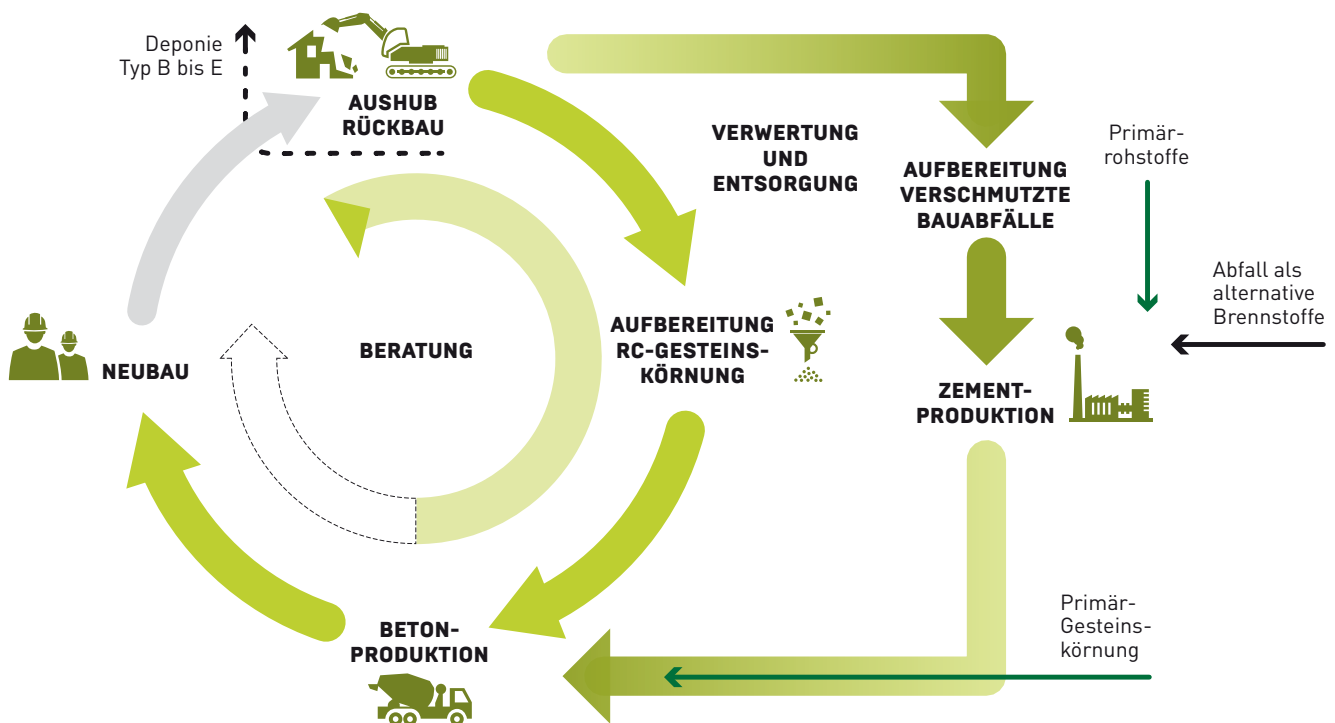 Deponie
Typ B bis E
AUSHUB
RÜCKBAU
VERWERTUNG
UND
ENTSORGUNG
AUFBEREITUNG
VERSCHMUTZTE
BAUABFÄLLE
Primär-
rohstoffe
Abfall als
alternative
Brennstoffe
NEUBAU
BERATUNG
AUFBEREITUNG
RC-GESTEINS-
KÖRNUNG
ZEMENT-
PRODUKTION
BETON-
PRODUKTION
Primär-
Gesteins-
körnung